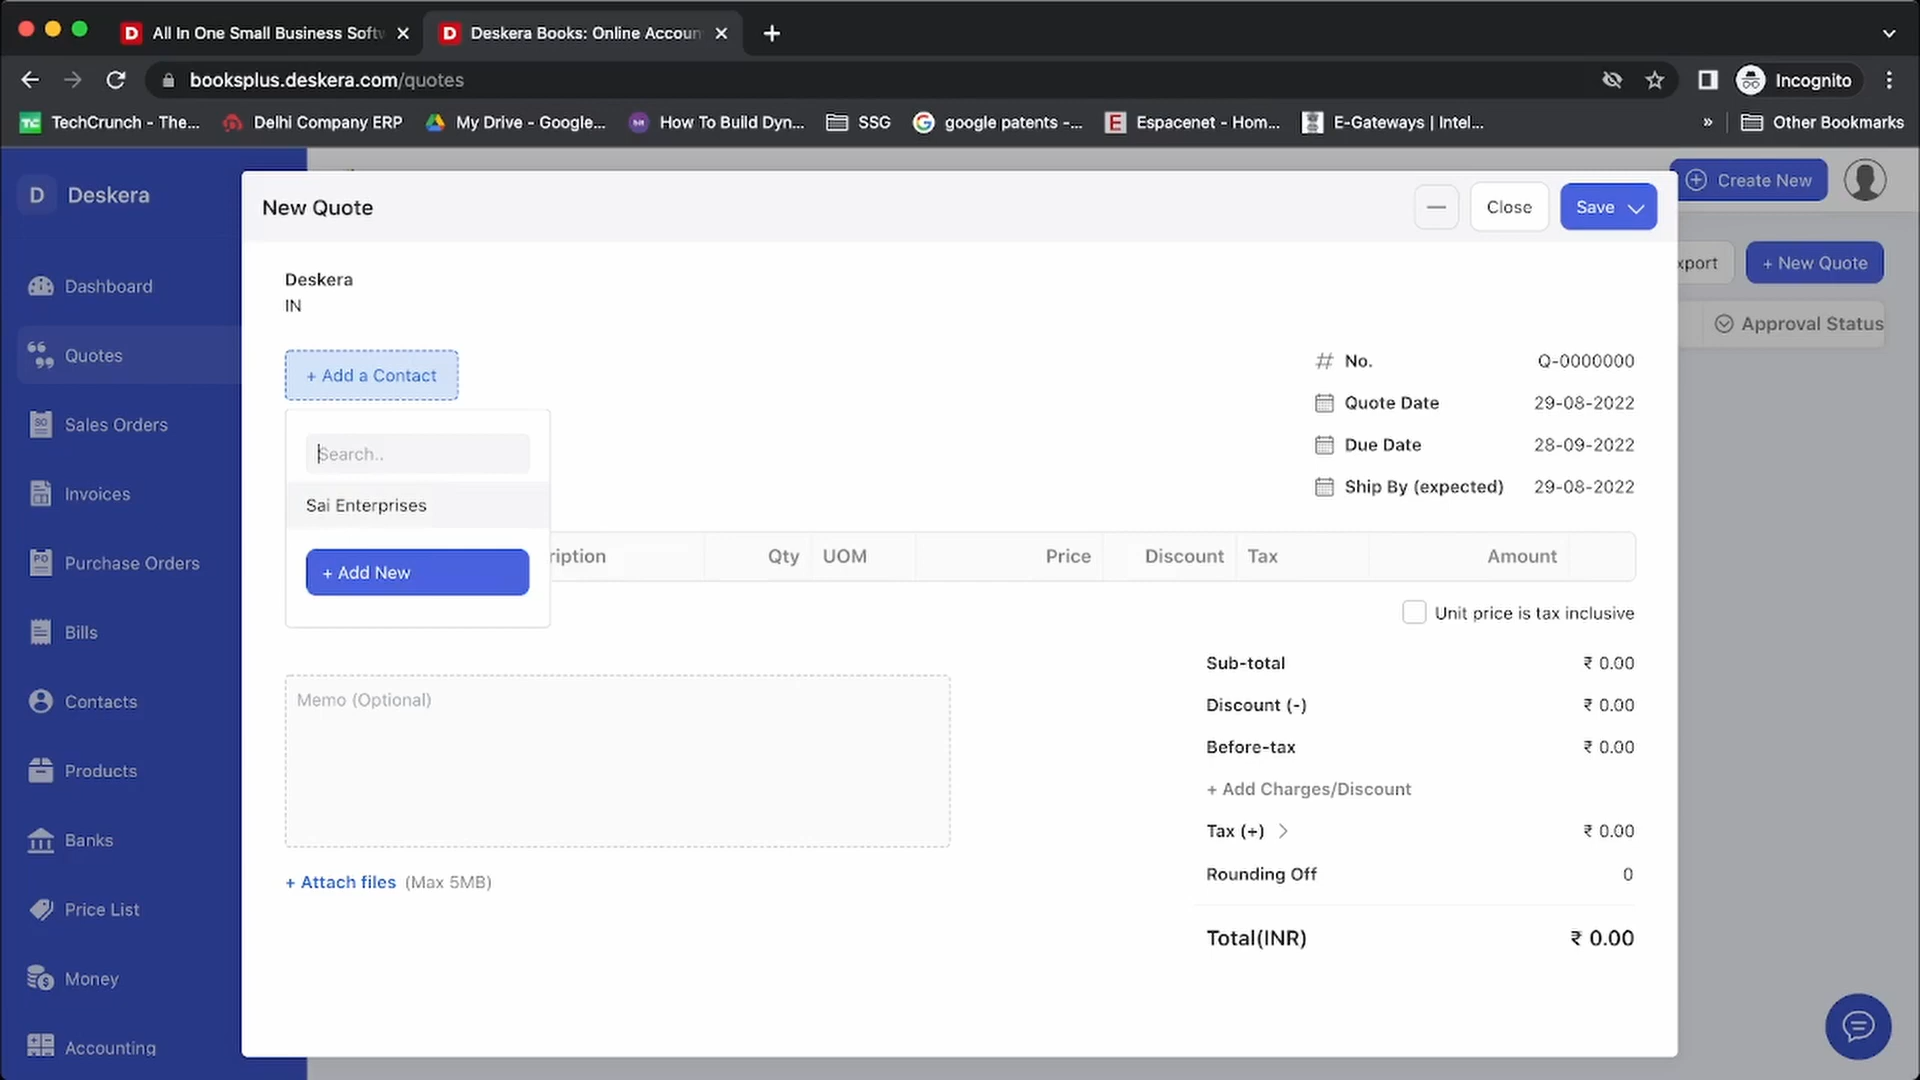 All In One Small Business Softw
Deskera Books: Online Accoun
booksplus.deskera.com/quotes
Incognito
TechCrunch - The...
Delhi Company ERP
My Drive - Google...
How To Build Dyn...
SSG
google patents -...
Espacenet - Hom...
E-Gateways | Intel...
»
Other Bookmarks
D Deskera
Create New
New Quote
Close
Save
xport
+ New Quote
Approval Status
Dashboard
Quotes
Sales Orders
Invoices
Purchase Orders
Bills
Contacts
Products
Banks
Price List
Money
Accounting
Deskera
IN
+ Add a Contact
Search..
Sai Enterprises
+ Add New
# No. Q-0000000
Quote Date 29-08-2022
Due Date 28-09-2022
Ship By (expected) 29-08-2022
ription Qty UOM Price Discount Tax Amount
Unit price is tax inclusive
Memo (Optional)
+ Attach files (Max 5MB)
Sub-total ₹ 0.00
Discount (-) ₹ 0.00
Before-tax ₹ 0.00
+ Add Charges/Discount
Tax (+) ₹ 0.00
Rounding Off 0
Total(INR) ₹ 0.00